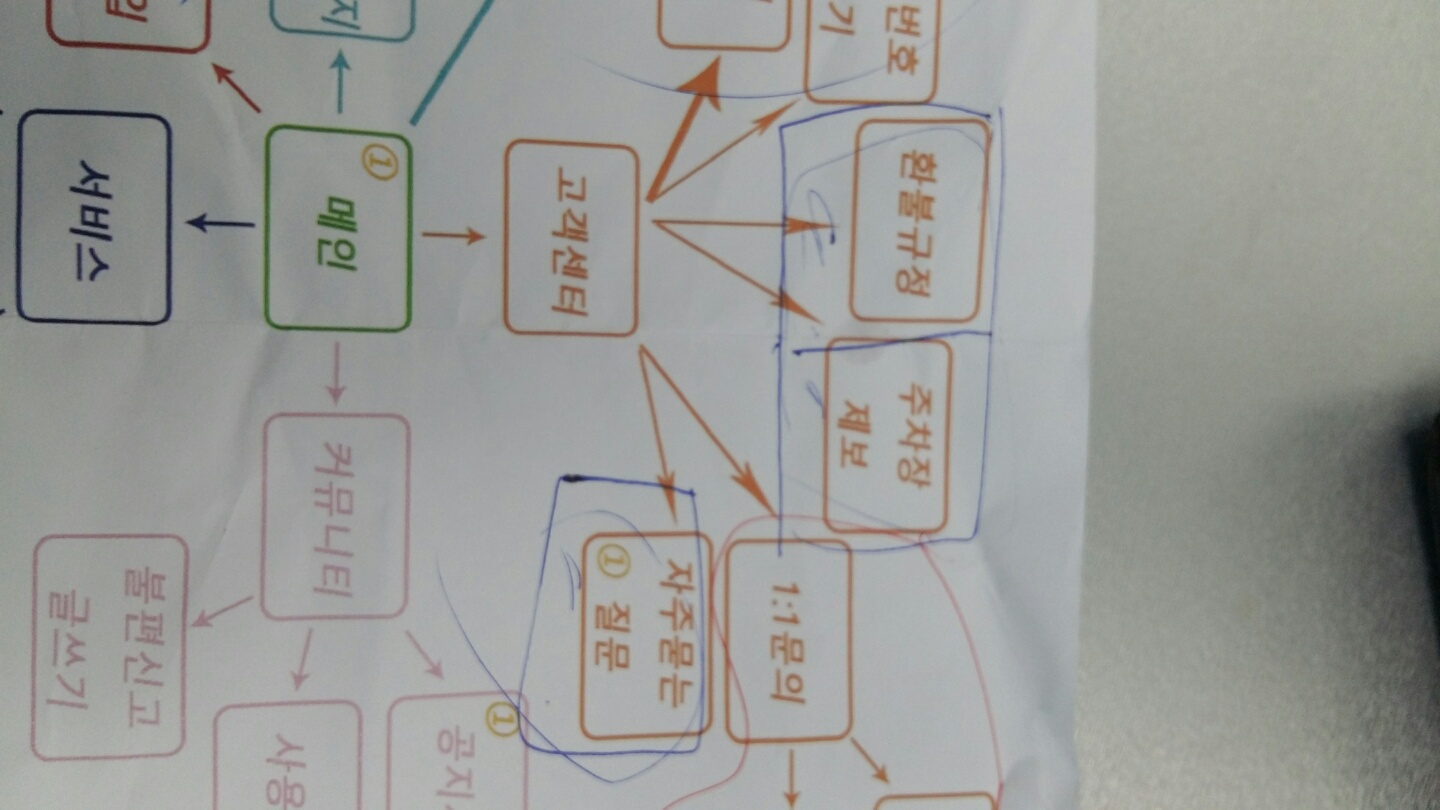 환불규정
주차장
제보
번호
기
1:1문의
자주묻는
① 질문
고객센터
①
공지
①
메인
지
커뮤니티
사용
입
서비스
불편신고
글쓰기